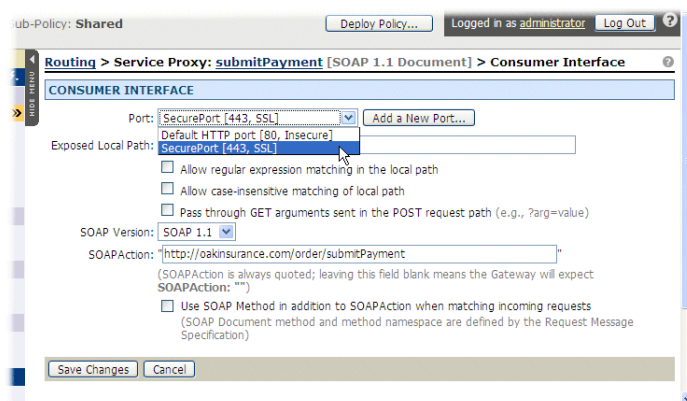 ub-Policy: Shared
Deploy Policy...
Logged in as administrator
Log Out
?
Routing > Service Proxy: submitPayment [SOAP 1.1 Document] > Consumer Interface
?
HIDE MENU
CONSUMER INTERFACE
Port: SecurePort [443, SSL]
Add a New Port...
Default HTTP port [80, Insecure]
SecurePort [443, SSL]
Exposed Local Path:
Allow regular expression matching in the local path
Allow case-insensitive matching of local path
Pass through GET arguments sent in the POST request path (e.g., ?arg=value)
SOAP Version: SOAP 1.1
SOAPAction: "http://oakinsurance.com/order/submitPayment"
(SOAPAction is always quoted; leaving this field blank means the Gateway will expect
SOAPAction: "")
Use SOAP Method in addition to SOAPAction when matching incoming requests
(SOAP Document method and method namespace are defined by the Request Message
Specification)
Save Changes
Cancel